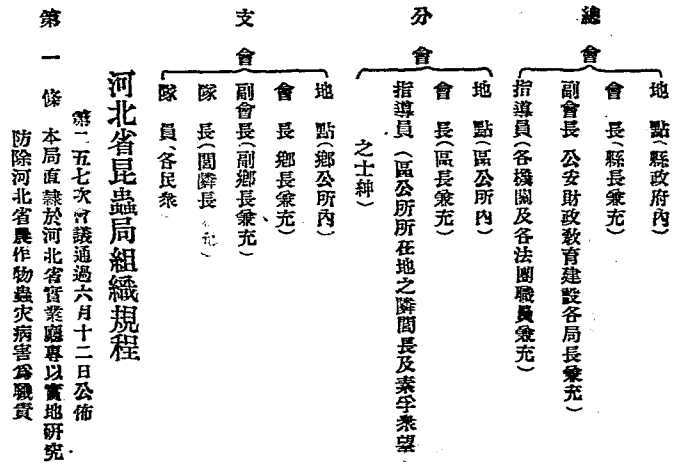 總會
地點(縣政府內)
會長(縣長兼充)
副會長 公安財政教育建設各局長兼充)
指導員(各機關及各法團職員兼充)
分會
地點(區公所內)
會長(區長兼充)
指導員(區公所所在地之隣閭長及素孚衆望
之士紳)
支會
地點(鄉公所內)
會長 鄉長兼充)
副會長(副鄉長兼充)
隊長(閭隣長 充)
隊員、各民衆
河北省昆蟲局組織規程
第二五七次會議通過六月十二日公佈
第一條 本局直隸於河北省實業廳專以實地研究
防除河北省農作物蟲灾病害爲職責